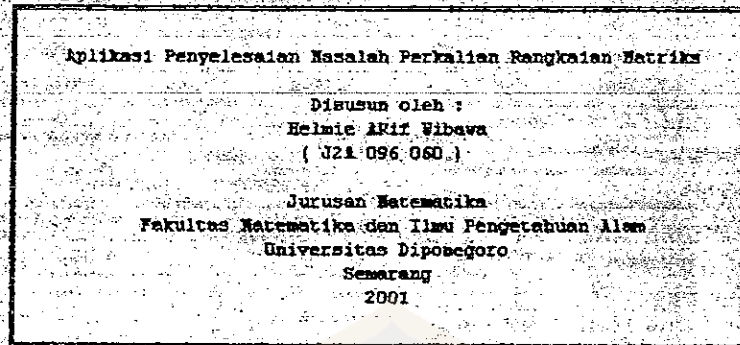 Aplikasi Penyelesaian Masalah Perkalian Rangkaian Matriks
Disusun oleh :
Helmie ARif Wibawa
( J21 096 060 )
Jurusan Matematika
Fakultas Matematika dan Ilmu Pengetahuan Alam
Universitas Diponegoro
Semarang
2001